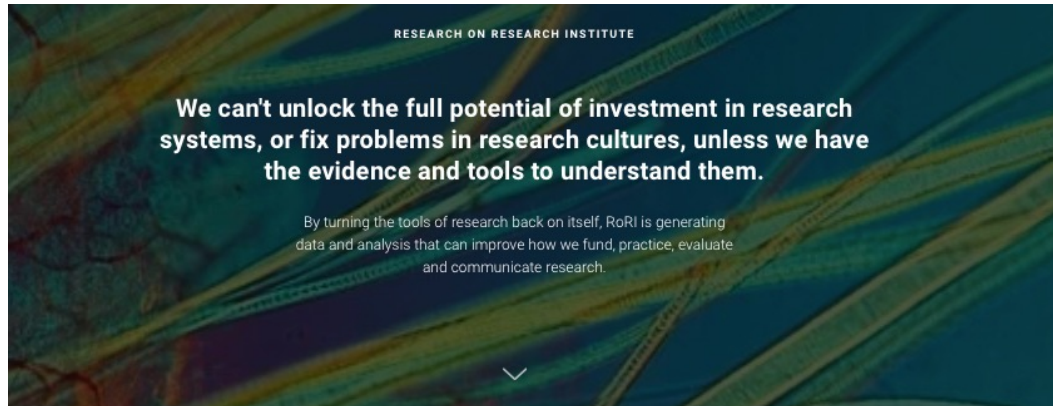 RESEARCH ON RESEARCH INSTITUTE
We can't unlock the full potential of investment in research
systems, or fix problems in research cultures, unless we have
the evidence and tools to understand them.
By turning the tools of research back on itself, RoRI is generating
data and analysis that can improve how we fund, practice, evaluate
and communicate research.